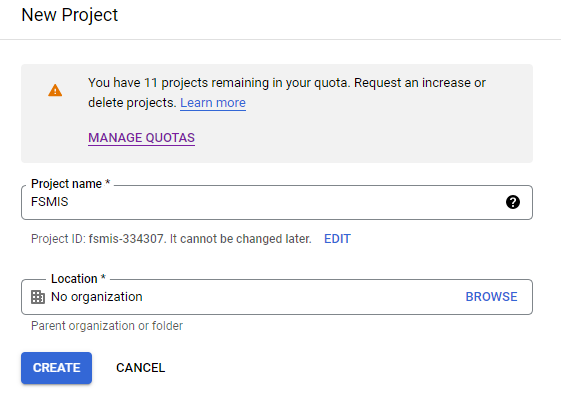 New Project
You have 11 projects remaining in your quota. Request an increase or
delete projects. Learn more
MANAGE QUOTAS
Project name *
FSMIS
Project ID: fsmis-334307. It cannot be changed later. EDIT
Location *
No organization BROWSE
Parent organization or folder
CREATE CANCEL